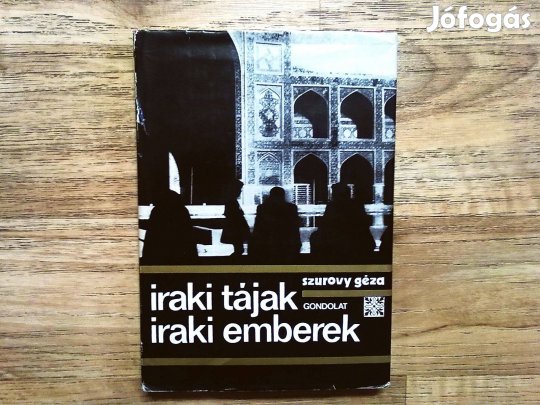 Jófogás
szurovy géza
iraki tájak
GONDOLAT
iraki emberek